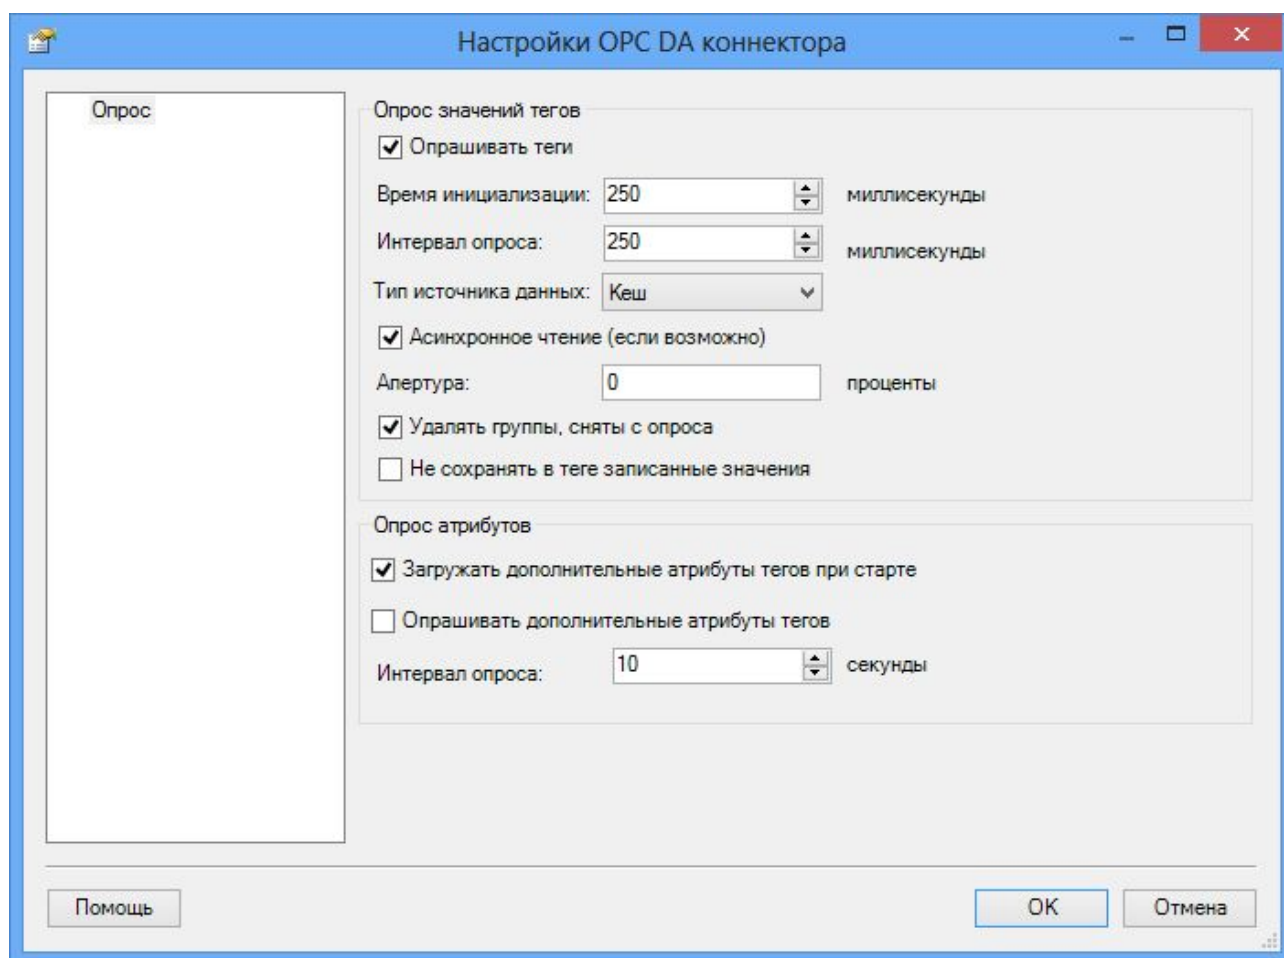 Настройки OPC DA коннектора
Опрос
Опрос значений тегов
Опрашивать теги
Время инициализации: 250 миллисекунды
Интервал опроса: 250 миллисекунды
Тип источника данных: Кеш
Асинхронное чтение (если возможно)
Апертура: 0 проценты
Удалять группы, сняты с опроса
Не сохранять в теге записанные значения
Опрос атрибутов
Загружать дополнительные атрибуты тегов при старте
Опрашивать дополнительные атрибуты тегов
Интервал опроса: 10 секунды
Помощь OK Отмена